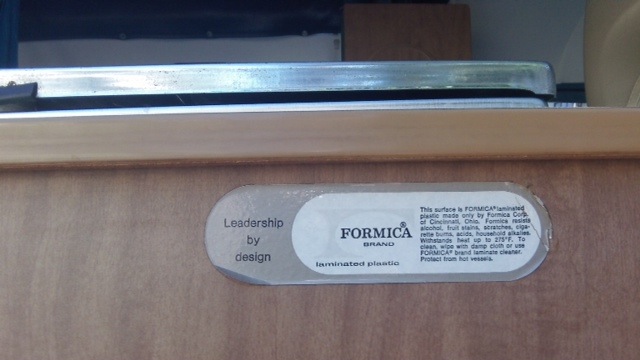 Leadership
by
design
FORMICA®
BRAND
laminated plastic
This surface is FORMICA® laminated
plastic made only by Formica Corp.
of Cincinnati, Ohio. Formica resists
alcohol, fruit stains, scratches, ciga-
rette burns, acids, household alkalies.
Withstands heat up to 275°F. To
clean, wipe with damp cloth or use
FORMICA® brand laminate cleaner.
Protect from hot vessels.